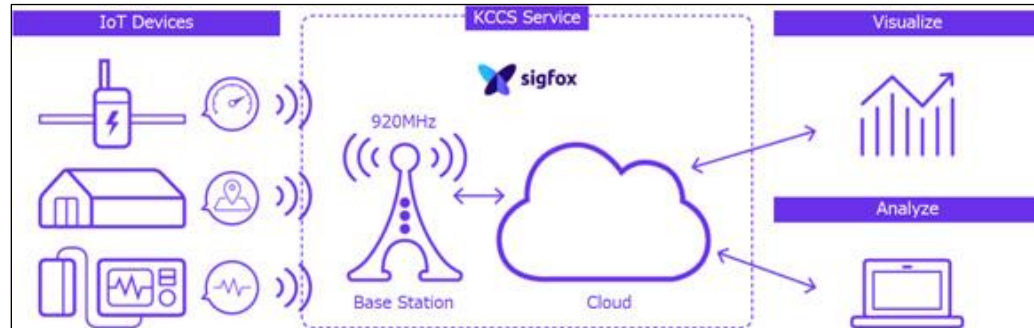 IoT Devices
KCCS Service
Visualize
sigfox
920MHz
Analyze
Base Station
Cloud